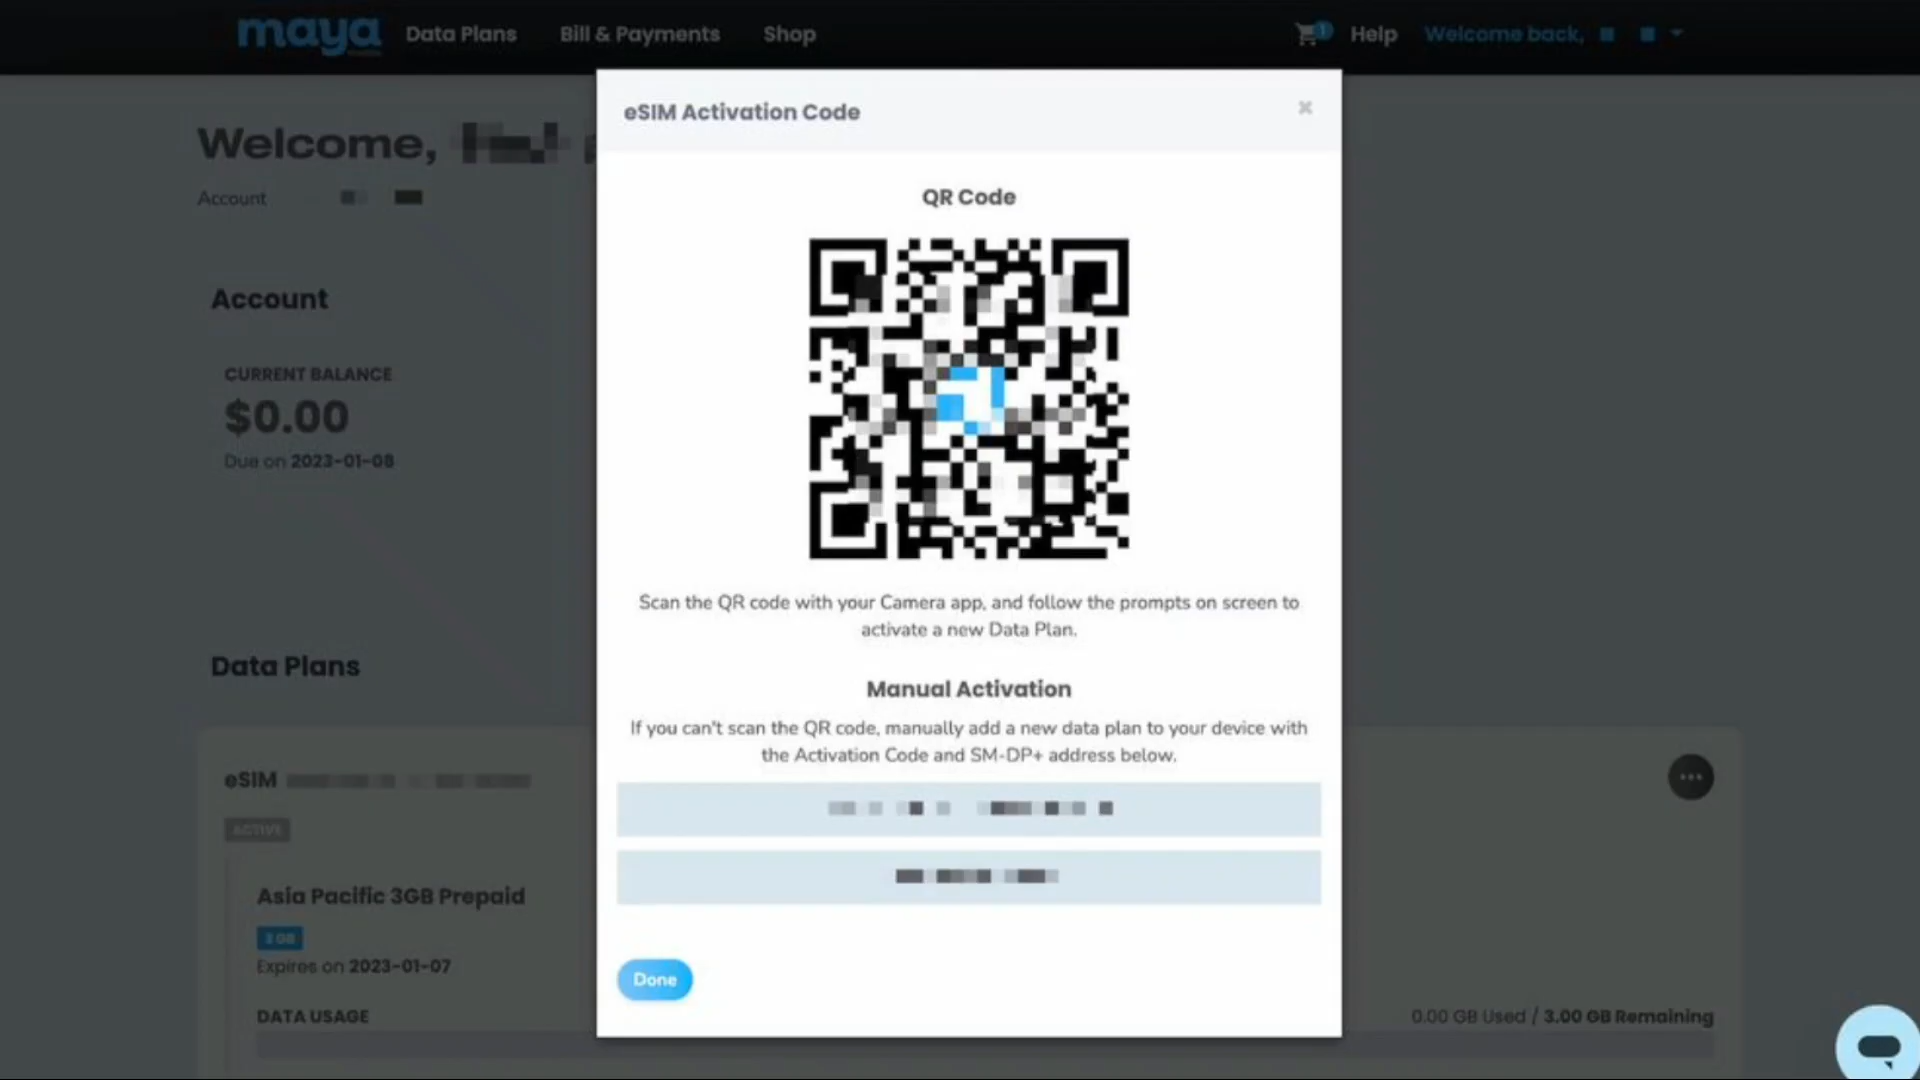 maya
Data Plans
Bill & Payments
Shop
1
Help
Welcome back,
Welcome,
Account
Account
CURRENT BALANCE
$0.00
Due on 2023-01-08
Data Plans
eSIM
ACTIVE
Asia Pacific 3GB Prepaid
3 GB
Expires on 2023-01-07
DATA USAGE
0.00 GB Used / 3.00 GB Remaining
eSIM Activation Code
QR Code
Scan the QR code with your Camera app, and follow the prompts on screen to
activate a new Data Plan.
Manual Activation
If you can't scan the QR code, manually add a new data plan to your device with
the Activation Code and SM-DP+ address below.
Done